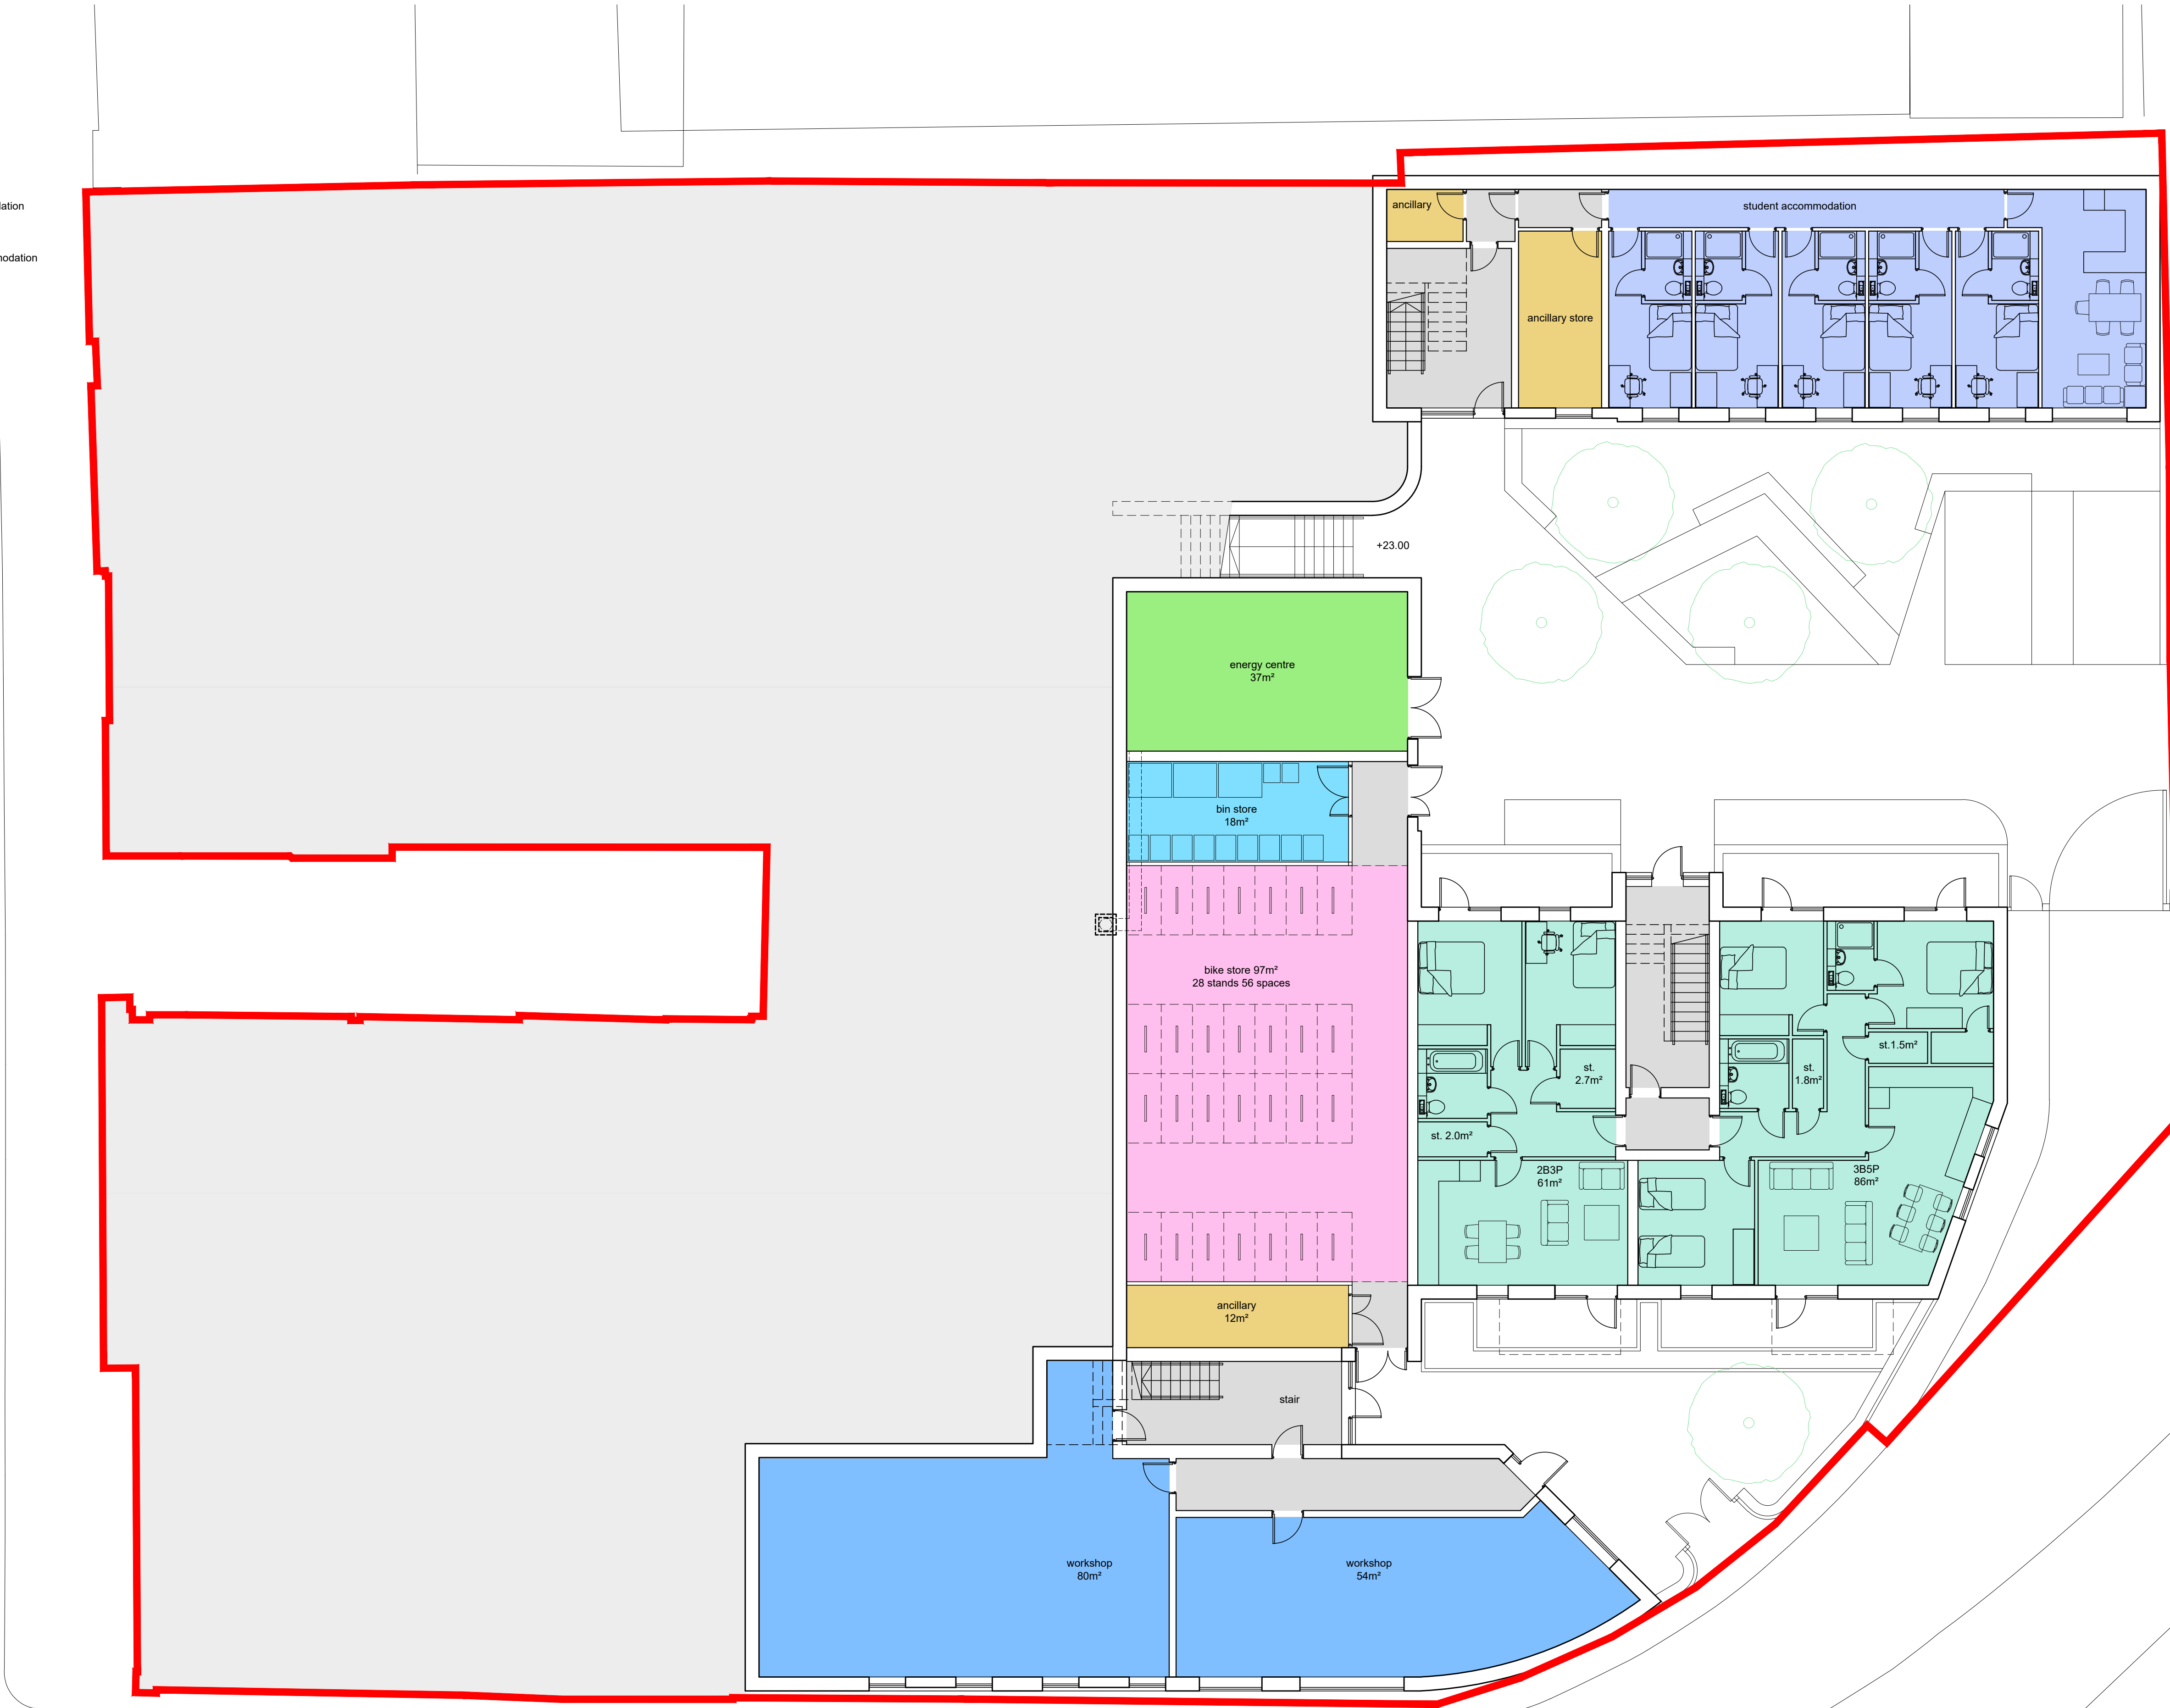 ancillary
student accommodation
lation
nodation
ancillary store
+23.00
energy centre
37m²
bin store
18m²
bike store 97m²
28 stands 56 spaces
st.
2.7m²
st.1.5m²
st.
1.8m²
st. 2.0m²
2B3P
61m²
3B5P
86m²
ancillary
12m²
stair
workshop
80m²
workshop
54m²